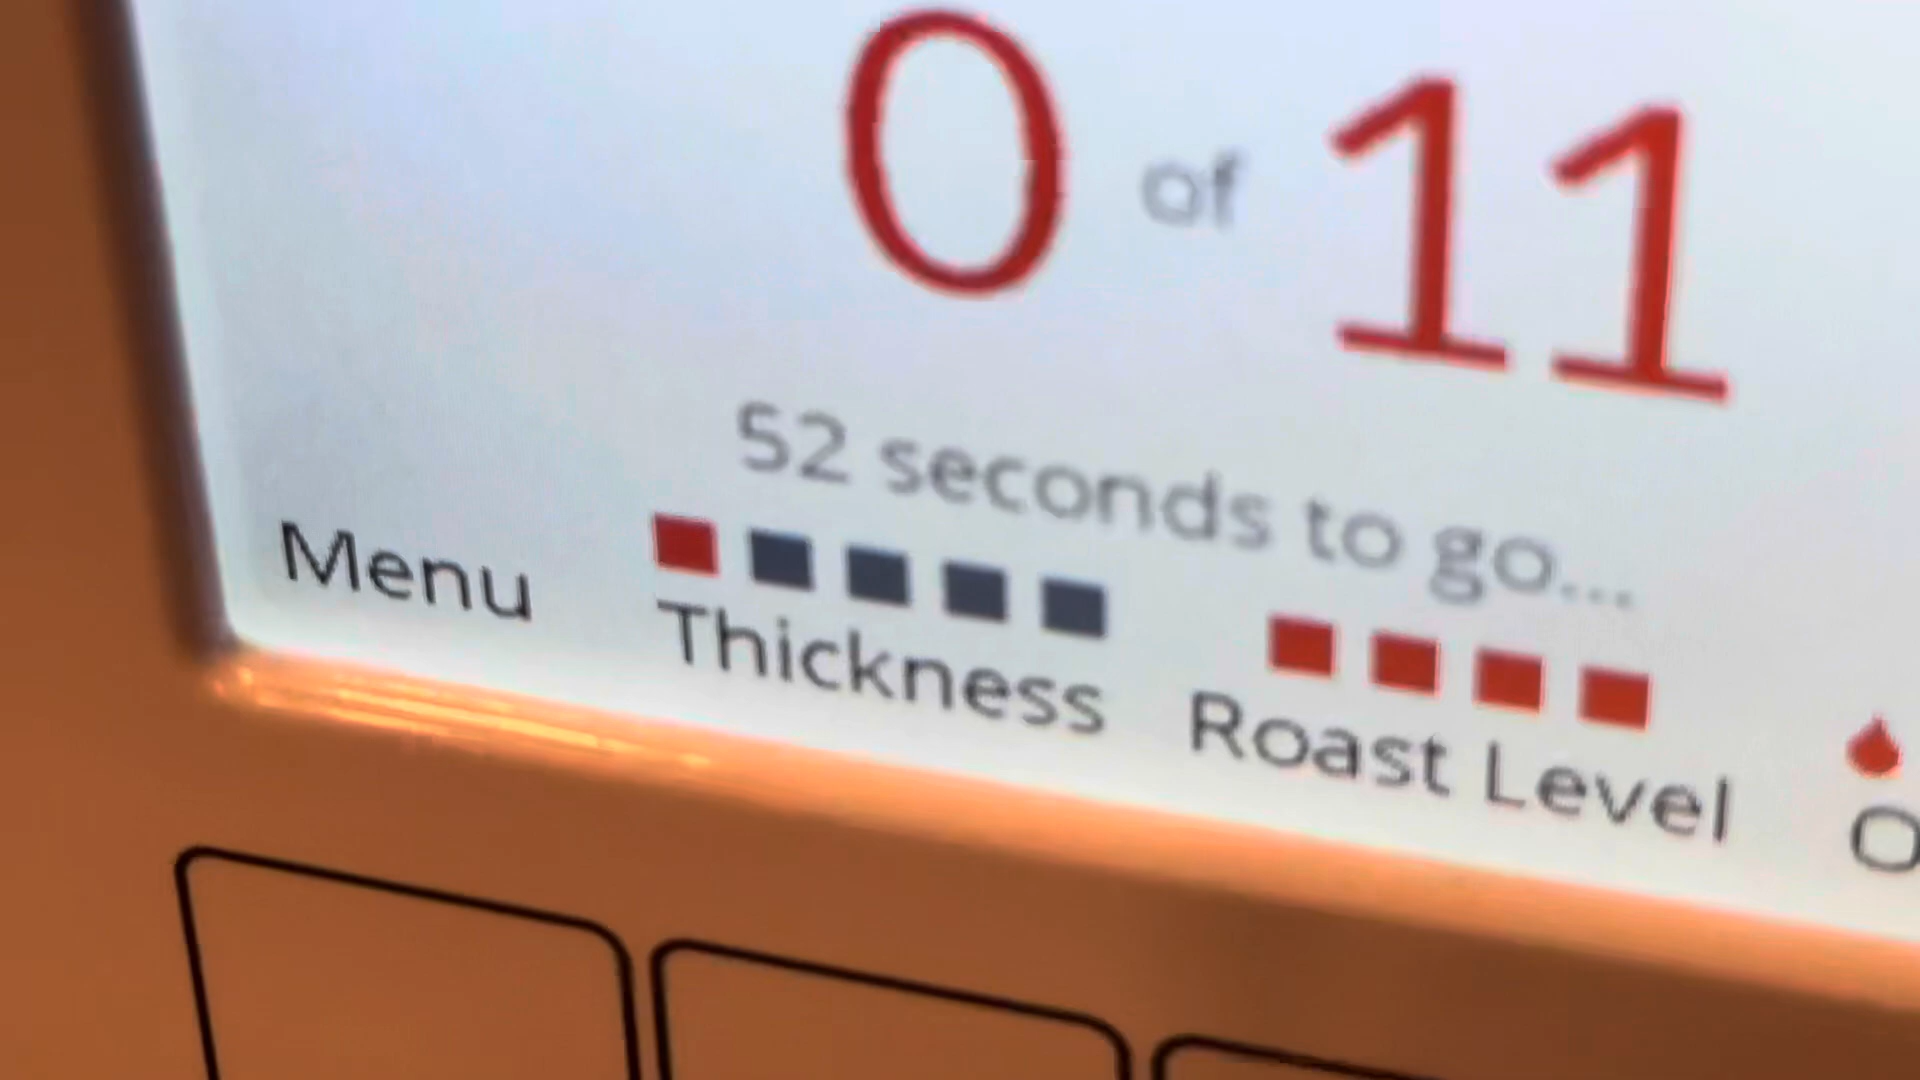 0 of 11
52 seconds to go...
Menu
Thickness
Roast Level